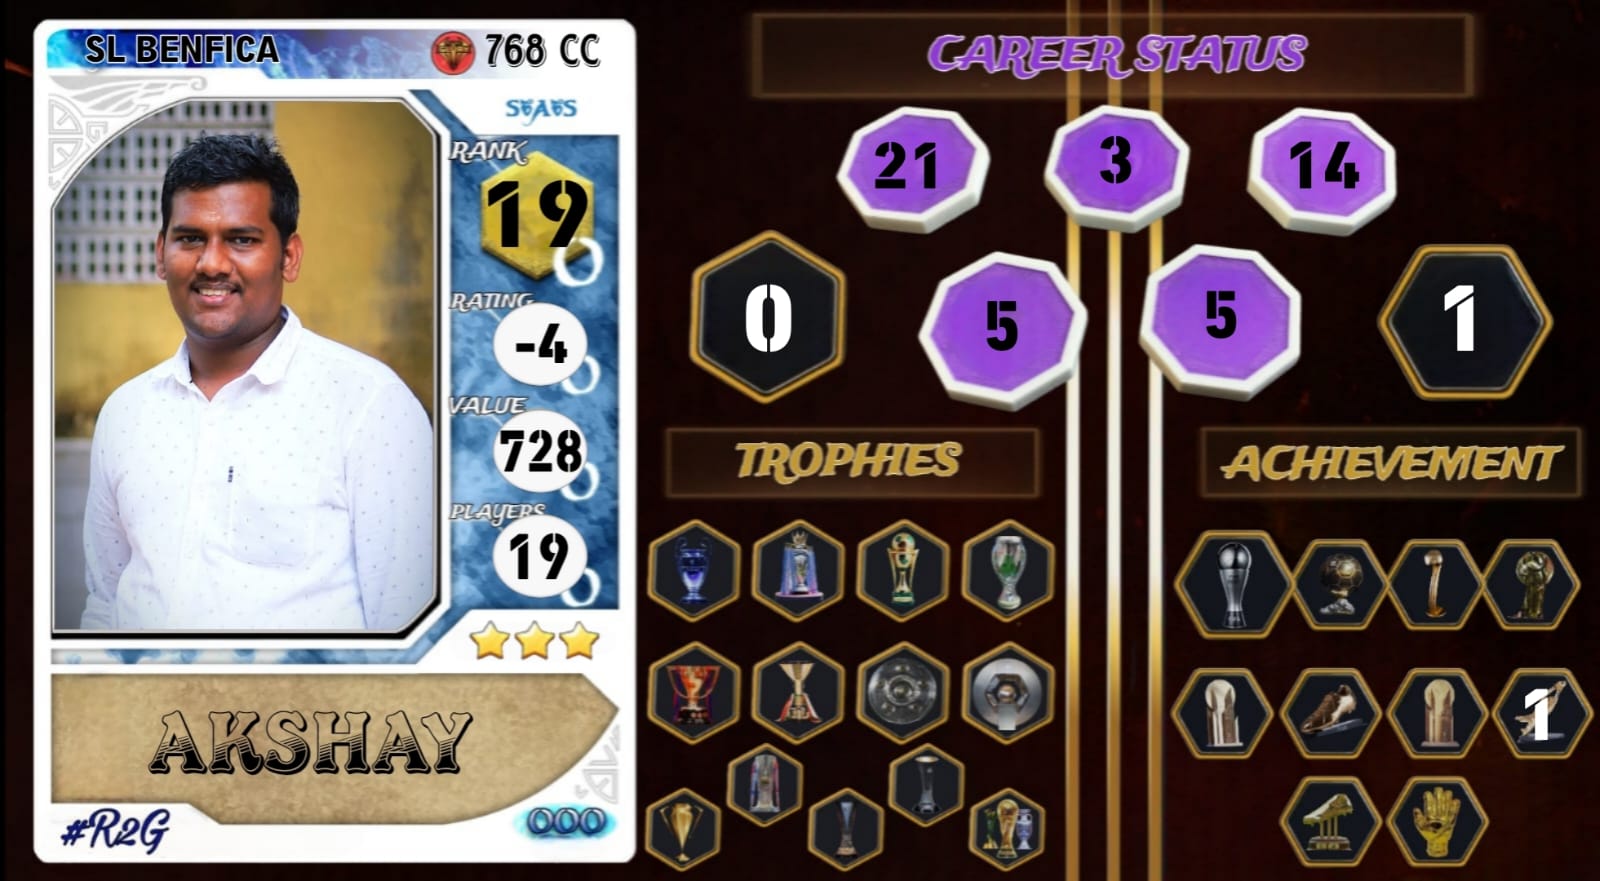 SL BENFICA
768 CC
STATS
RANK
19
RATING
-4
VALUE
728
PLAYERS
19
AKSHAY
#R2G
000
CAREER STATUS
21 3 14
0 5 5 1
TROPHIES
ACHIEVEMENT
1